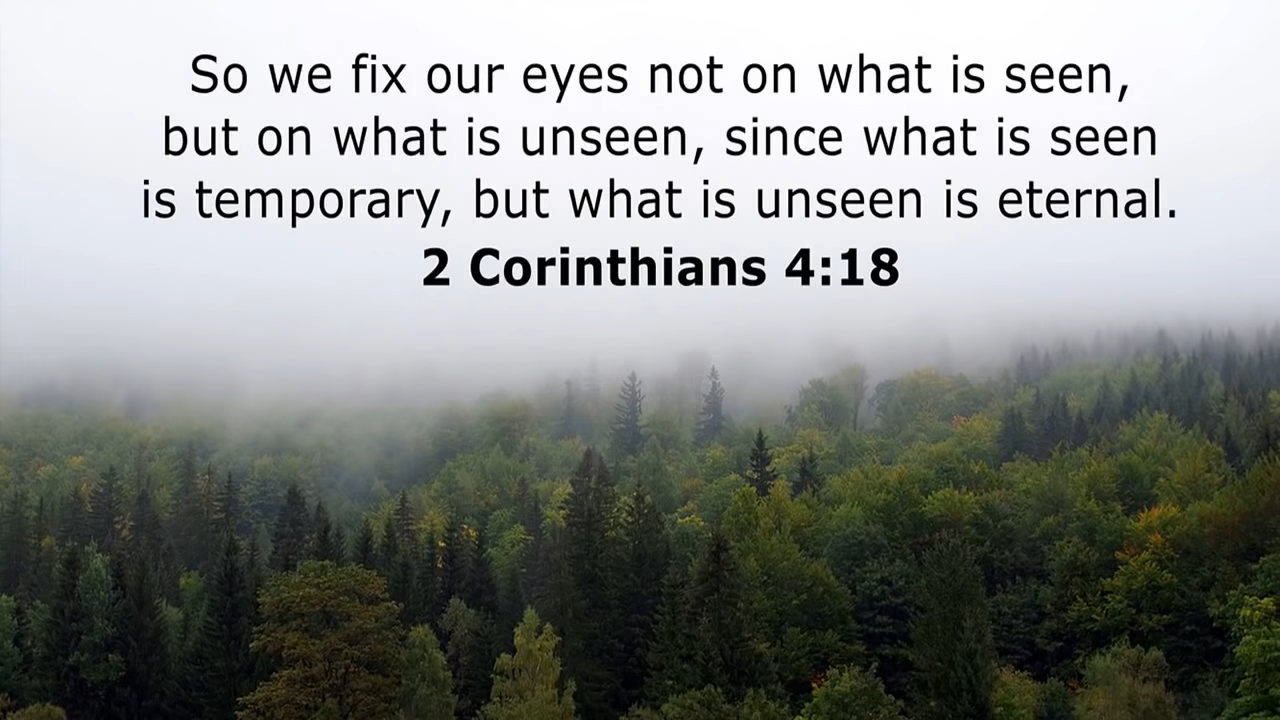 So we fix our eyes not on what is seen,
but on what is unseen, since what is seen
is temporary, but what is unseen is eternal.
2 Corinthians 4:18